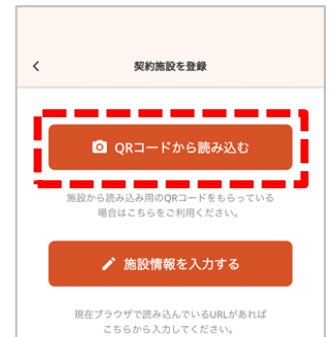 契約施設を登録
QRコードから読み込む
施設から読み込み用のQRコードをもらっている
場合はこちらをご利用ください。
施設情報を入力する
現在ブラウザで読み込んでいるURLがあれば
こちらから入力してください。